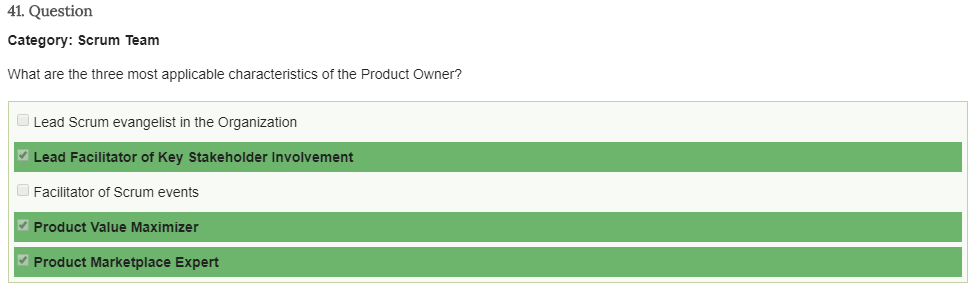 41. Question
Category: Scrum Team
What are the three most applicable characteristics of the Product Owner?
Lead Scrum evangelist in the Organization
Lead Facilitator of Key Stakeholder Involvement
Facilitator of Scrum events
Product Value Maximizer
Product Marketplace Expert